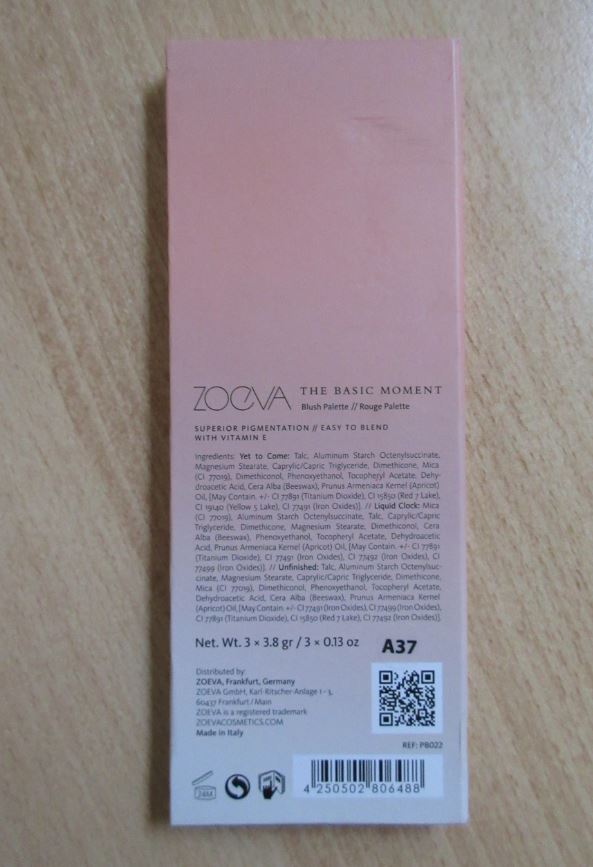 ZOEVA THE BASIC MOMENT
Blush Palette // Rouge Palette
SUPERIOR PIGMENTATION // EASY TO BLEND
WITH VITAMIN E
Ingredients: Yet to Come: Talc, Aluminum Starch Octenylsuccinate,
Magnesium Stearate, Caprylic/Capric Triglyceride, Dimethicone, Mica
(CI 77019), Dimethiconol, Phenoxyethanol, Tocopheryl Acetate, Dehy-
droacetic Acid, Cera Alba (Beeswax), Prunus Armeniaca Kernel (Apricot)
Oil, [May Contain. +/- CI 77891 (Titanium Dioxide), CI 15850 (Red 7 Lake),
CI 19140 (Yellow 5 Lake), CI 77491 (Iron Oxides)]. // Liquid Clock: Mica
(CI 77019), Aluminum Starch Octenylsuccinate, Talc, Caprylic/Capric
Triglyceride, Dimethicone, Magnesium Stearate, Dimethiconol, Cera
Alba (Beeswax), Phenoxyethanol, Tocopheryl Acetate, Dehydroacetic
Acid, Prunus Armeniaca Kernel (Apricot) Oil, [May Contain. +/- CI 77891
(Titanium Dioxide), CI 77491 (Iron Oxides), CI 77492 (Iron Oxides), CI
77499 (Iron Oxides)]. // Unfinished: Talc, Aluminum Starch Octenylsuc-
cinate, Magnesium Stearate, Caprylic/Capric Triglyceride, Dimethicone,
Mica (CI 77019), Dimethiconol, Phenoxyethanol, Tocopheryl Acetate,
Dehydroacetic Acid, Cera Alba (Beeswax), Prunus Armeniaca Kernel
(Apricot) Oil, [May Contain. +/- CI 77491 (Iron Oxides), CI 77499 (Iron Oxides),
CI 77891 (Titanium Dioxide), CI 15850 (Red 7 Lake), CI 77492 (Iron Oxides)].
Net. Wt. 3 × 3.8 gr / 3 × 0.13 oz A37
Distributed by:
ZOEVA, Frankfurt, Germany
ZOEVA GmbH, Karl-Ritscher-Anlage 1-3,
60437 Frankfurt / Main
ZOEVA is a registered trademark
ZOEVACOSMETICS.COM
Made in Italy
REF: PB022
24M
4 250502 806488